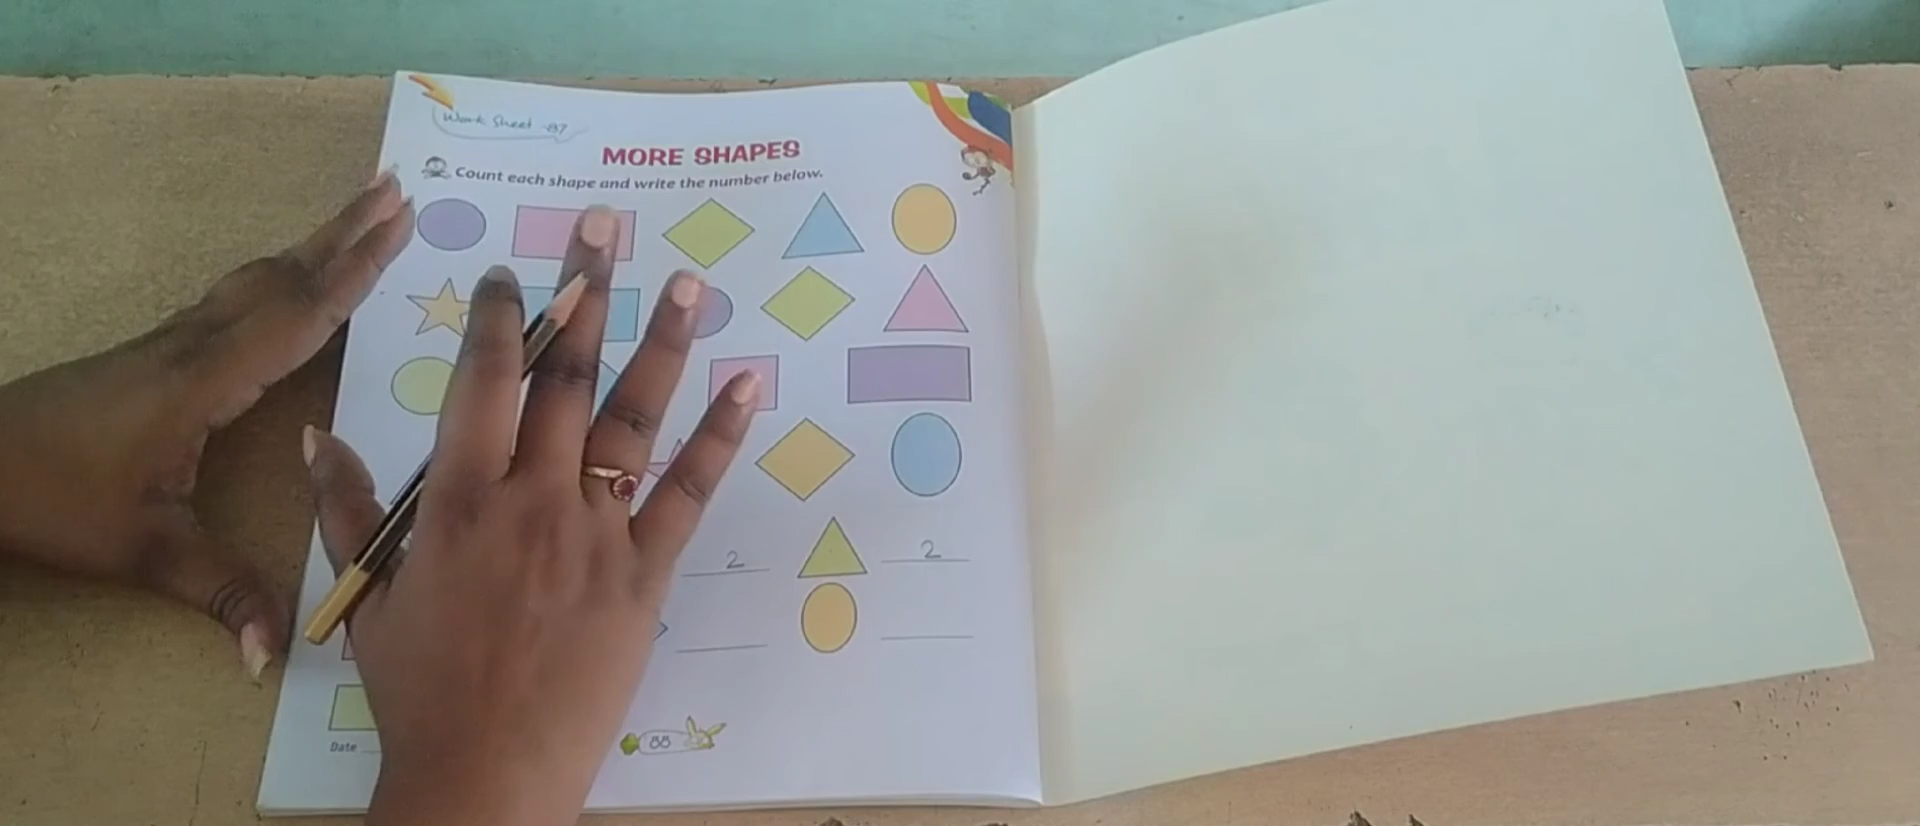 Work Sheet -87
MORE SHAPES
Count each shape and write the number below.
2 2
Date
88